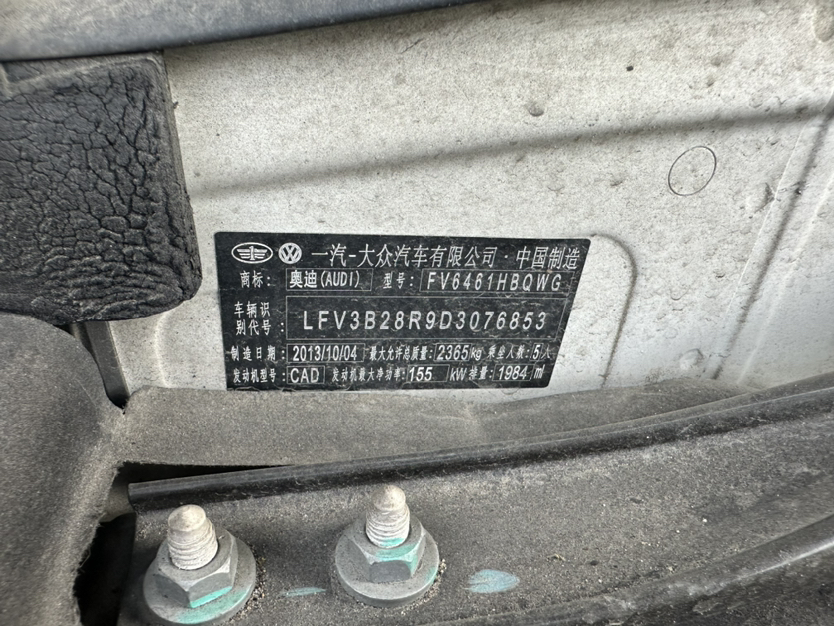 一汽-大众汽车有限公司·中国制造
商标: 奥迪(AUDI) 型号: FV6461HBQWG
车辆识
别代号: LFV3B28R9D3076853
制造日期: 2013/10/04 最大允许总质量: 2365kg 乘坐人数: 5人
发动机型号: CAD 发动机最大净功率: 155 kW 排量: 1984 ml